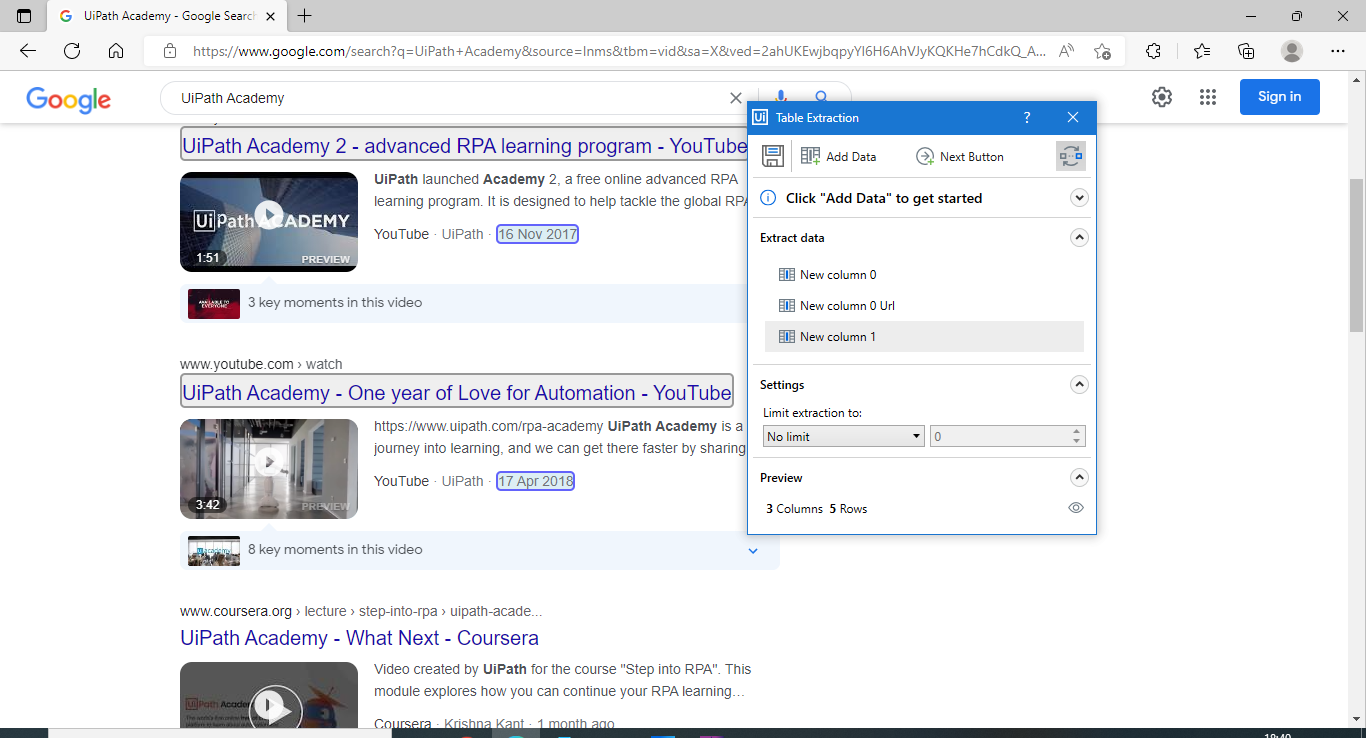 UiPath Academy - Google Search
https://www.google.com/search?q=UiPath+Academy&source=lnms&tbm=vid&sa=X&ved=2ahUKEwjbqpyYl6H6AhVJyKQKHe7hCdkQ_A...
Google
UiPath Academy
Sign in
UiPath Academy 2 - advanced RPA learning program - YouTube
UiPath launched Academy 2, a free online advanced RPA
learning program. It is designed to help tackle the global RPA
YouTube · UiPath · 16 Nov 2017
UiPath ACADEMY
1:51
PREVIEW
AVAILABLE TO
EVERYONE
3 key moments in this video
www.youtube.com › watch
UiPath Academy - One year of Love for Automation - YouTube
https://www.uipath.com/rpa-academy UiPath Academy is a
journey into learning, and we can get there faster by sharing
YouTube · UiPath · 17 Apr 2018
3:42
PREVIEW
8 key moments in this video
www.coursera.org › lecture › step-into-rpa › uipath-acade...
UiPath Academy - What Next - Coursera
Video created by UiPath for the course "Step into RPA". This
module explores how you can continue your RPA learning...
Coursera · Krishna Kant · 1 month ago
UiPath Academy
Ui Table Extraction
?
Add Data
Next Button
Click "Add Data" to get started
Extract data
New column 0
New column 0 Url
New column 1
Settings
Limit extraction to:
No limit
0
Preview
3 Columns 5 Rows